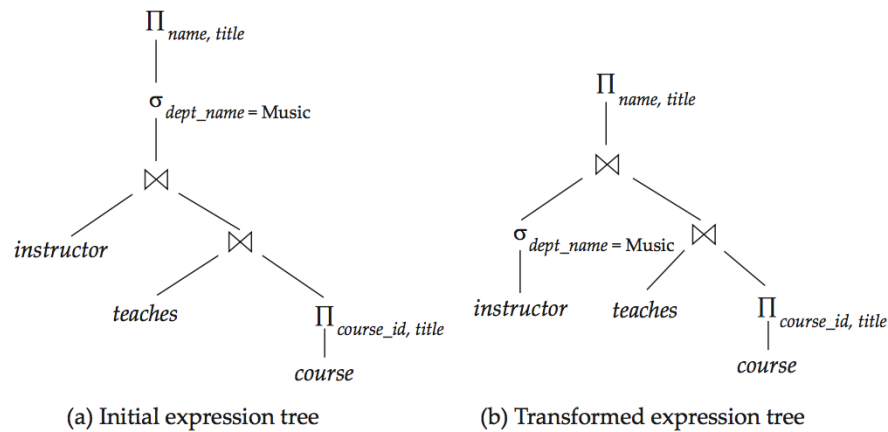 Π name, title
σ dept_name = Music
⋈
instructor
⋈
teaches
Π course_id, title
course
(a) Initial expression tree
Π name, title
⋈
σ dept_name = Music
⋈
instructor
teaches
Π course_id, title
course
(b) Transformed expression tree